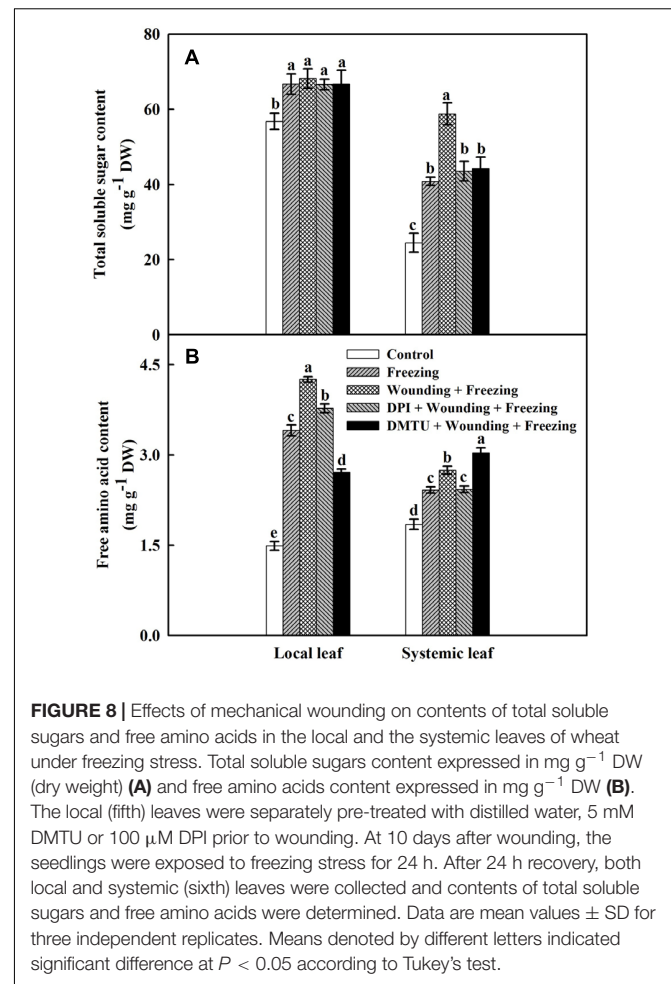 80
A
a a a a
b
60
a
b b b
40
c
20
0
Total soluble sugar content
(mg g⁻¹ DW)
B
4.5
Control
Freezing
Wounding + Freezing
DPI + Wounding + Freezing
DMTU + Wounding + Freezing
a
b
c
d
e
3.0
a
b
c c
d
1.5
0.0
Free amino acid content
(mg g⁻¹ DW)
Local leaf Systemic leaf
FIGURE 8 | Effects of mechanical wounding on contents of total soluble
sugars and free amino acids in the local and the systemic leaves of wheat
under freezing stress. Total soluble sugars content expressed in mg g⁻¹ DW
(dry weight) (A) and free amino acids content expressed in mg g⁻¹ DW (B).
The local (fifth) leaves were separately pre-treated with distilled water, 5 mM
DMTU or 100 μM DPI prior to wounding. At 10 days after wounding, the
seedlings were exposed to freezing stress for 24 h. After 24 h recovery, both
local and systemic (sixth) leaves were collected and contents of total soluble
sugars and free amino acids were determined. Data are mean values ± SD for
three independent replicates. Means denoted by different letters indicated
significant difference at P < 0.05 according to Tukey's test.